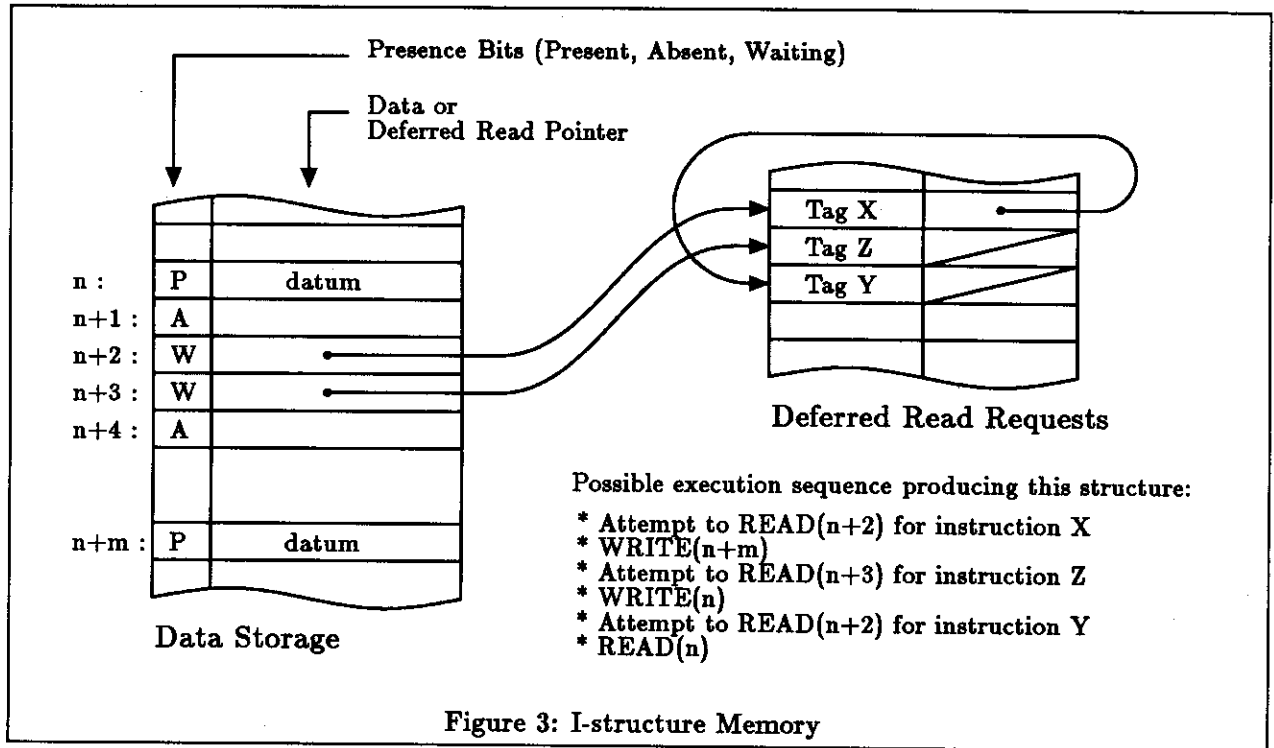 Presence Bits (Present, Absent, Waiting)
Data or
Deferred Read Pointer
n : P datum
n+1 : A
n+2 : W
n+3 : W
n+4 : A
n+m : P datum
Data Storage
Tag X
Tag Z
Tag Y
Deferred Read Requests
Possible execution sequence producing this structure:
* Attempt to READ(n+2) for instruction X
* WRITE(n+m)
* Attempt to READ(n+3) for instruction Z
* WRITE(n)
* Attempt to READ(n+2) for instruction Y
* READ(n)
Figure 3: I-structure Memory